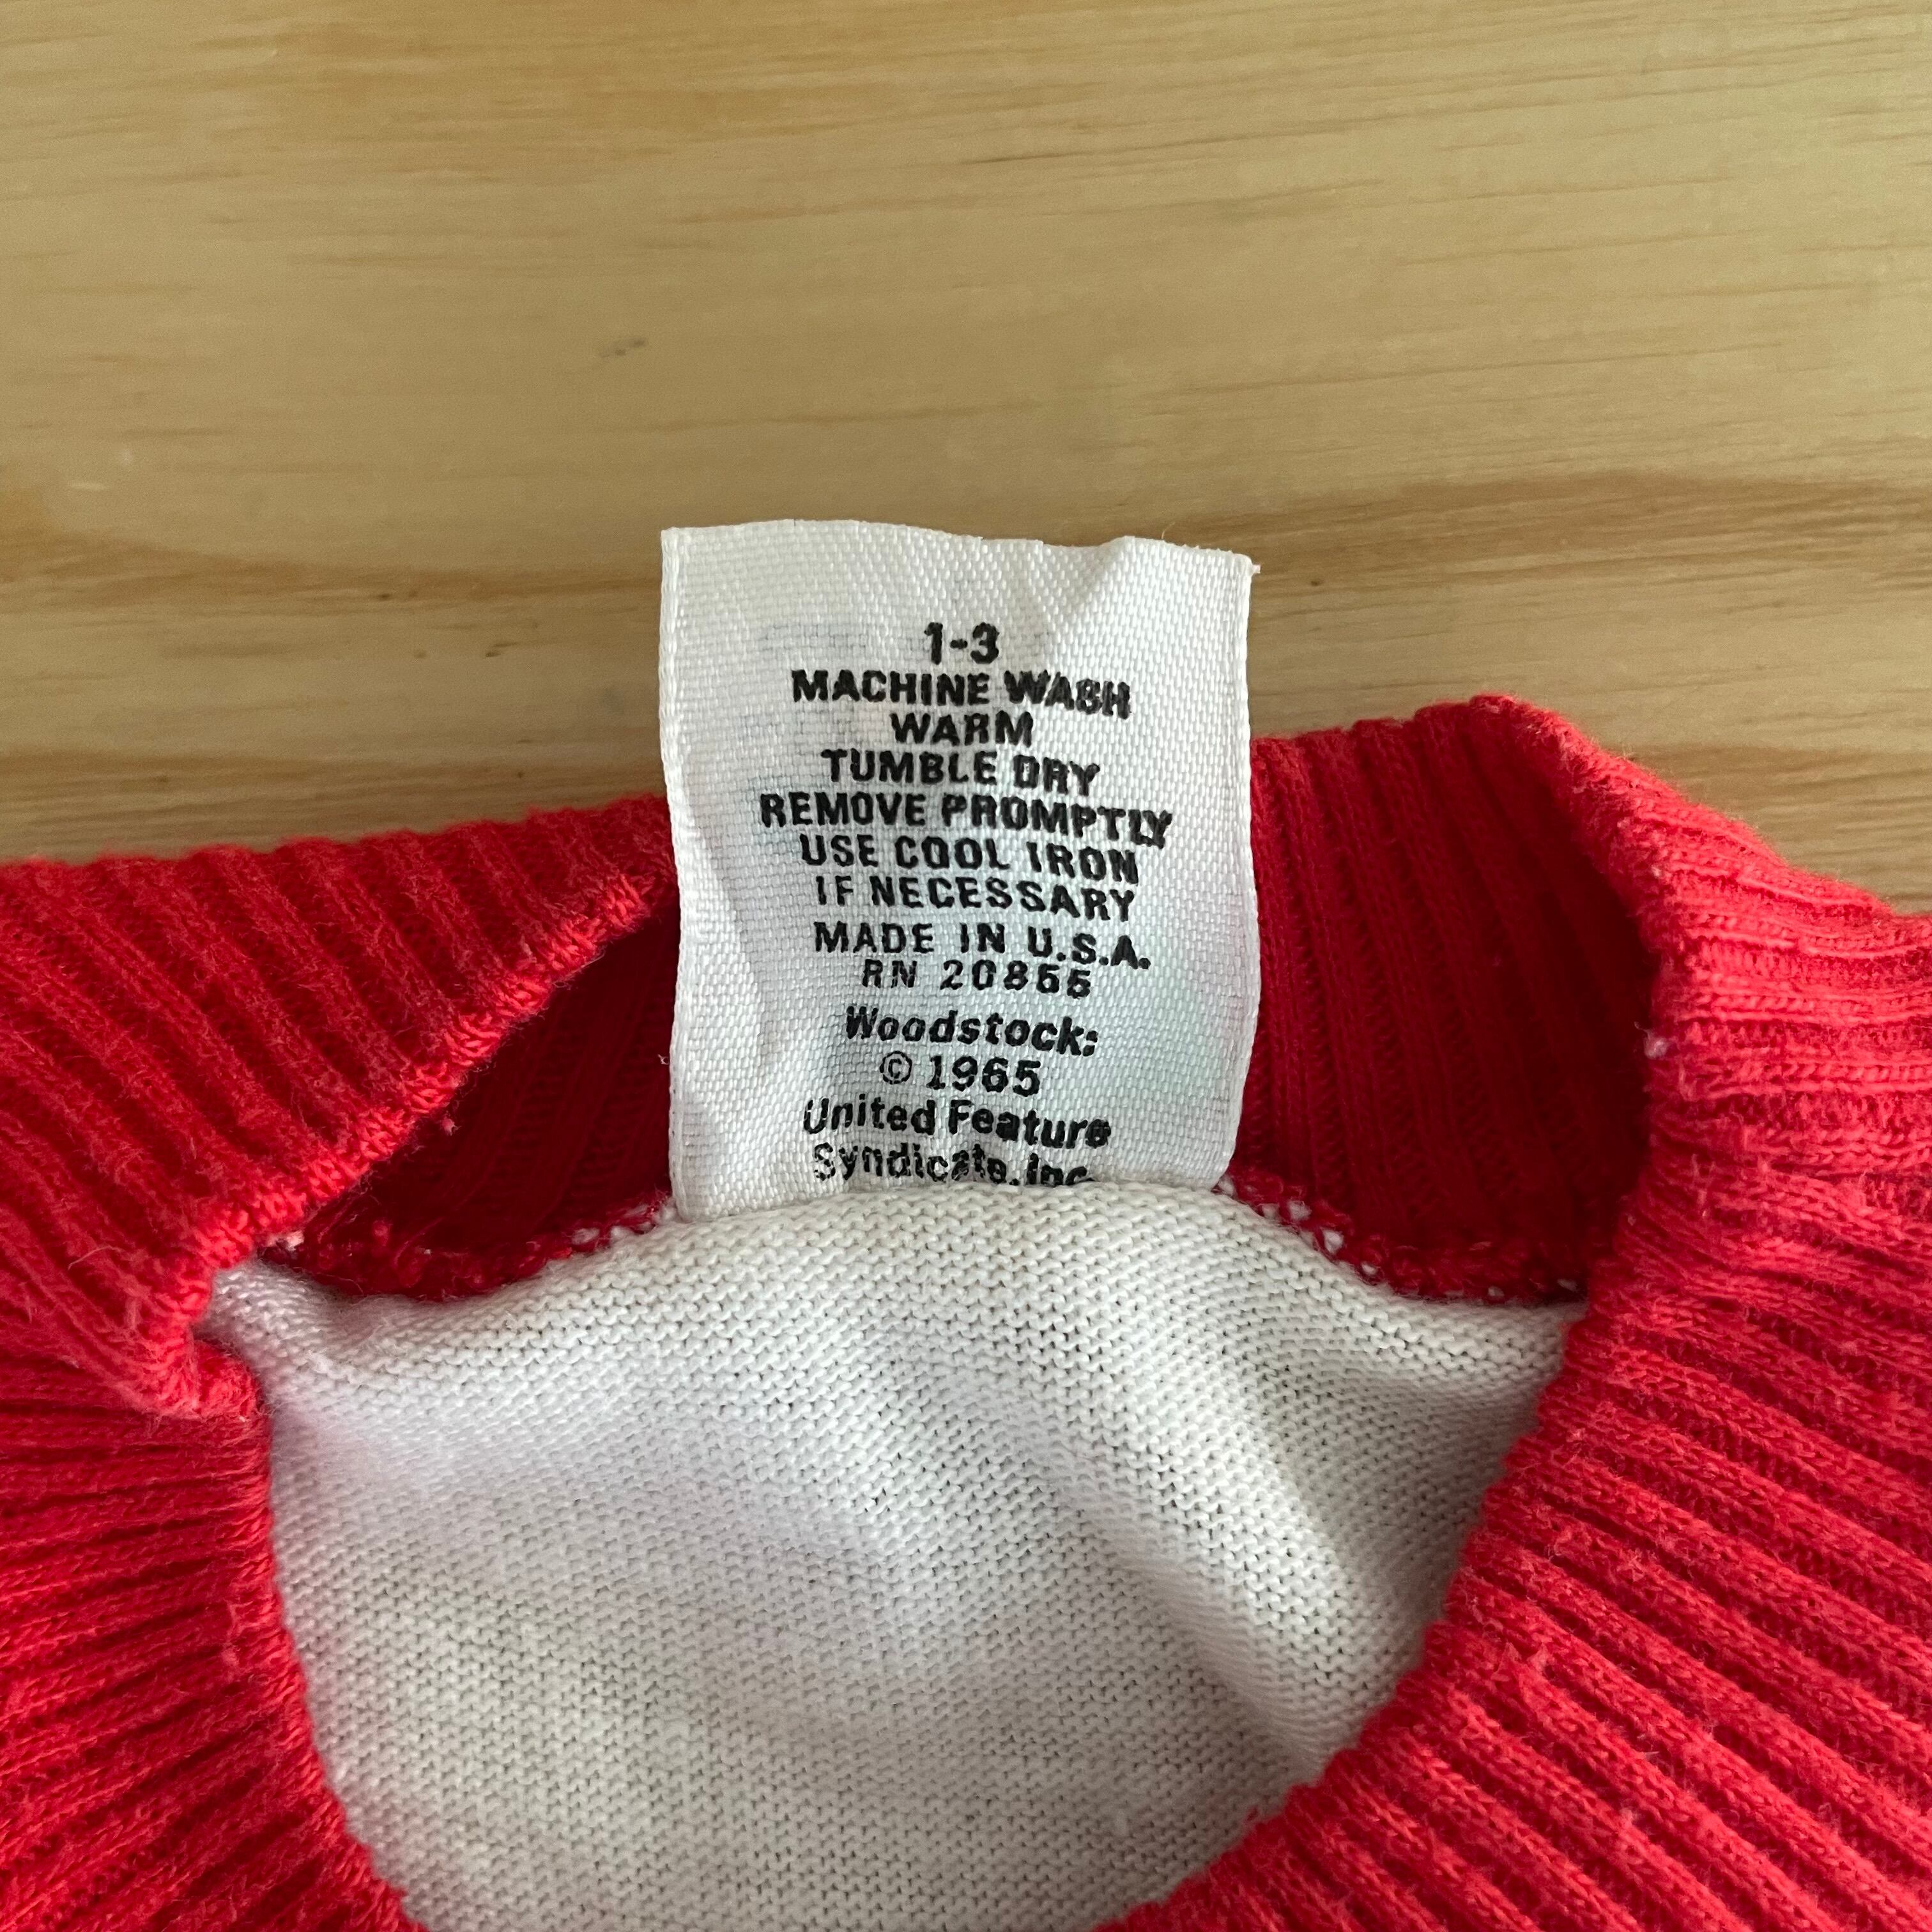 1-3
MACHINE WASH
WARM
TUMBLE DRY
REMOVE PROMPTLY
USE COOL IRON
IF NECESSARY
MADE IN U.S.A.
RN 20855
Woodstock:
© 1965
United Feature
Syndicate, Inc.